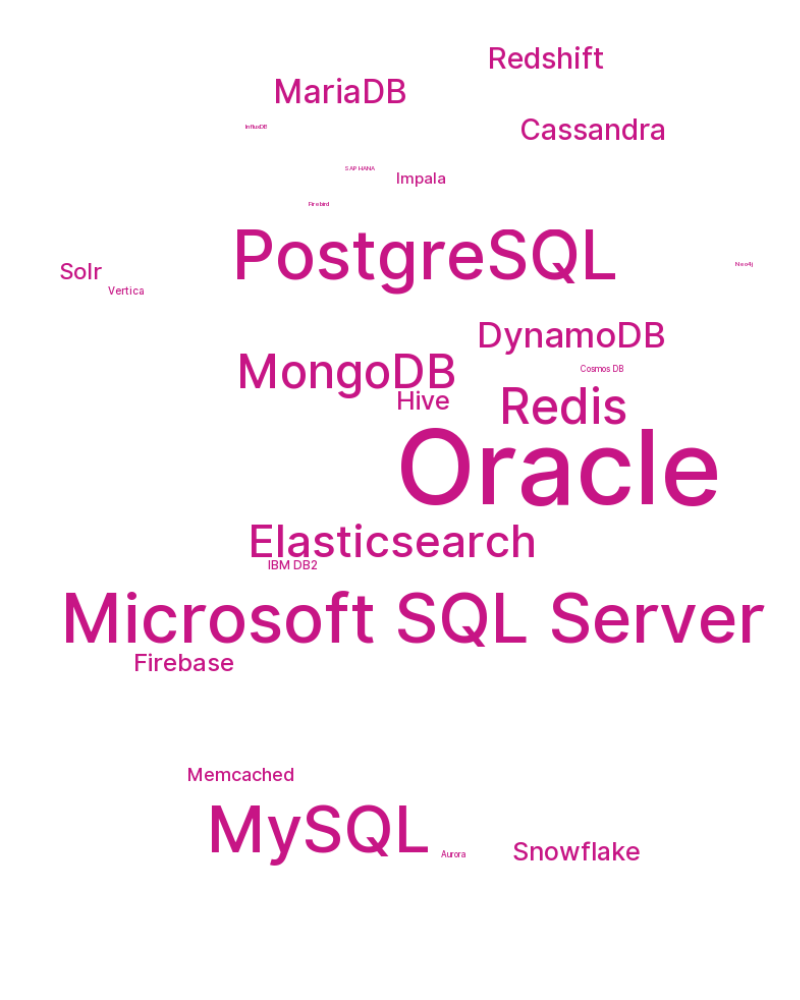 Redshift
MariaDB
InfluxDB
Cassandra
SAP HANA
Impala
Firebird
PostgreSQL
Neo4j
Solr
Vertica
DynamoDB
Cosmos DB
MongoDB
Hive
Redis
Oracle
Elasticsearch
IBM DB2
Microsoft SQL Server
Firebase
Memcached
MySQL
Aurora
Snowflake